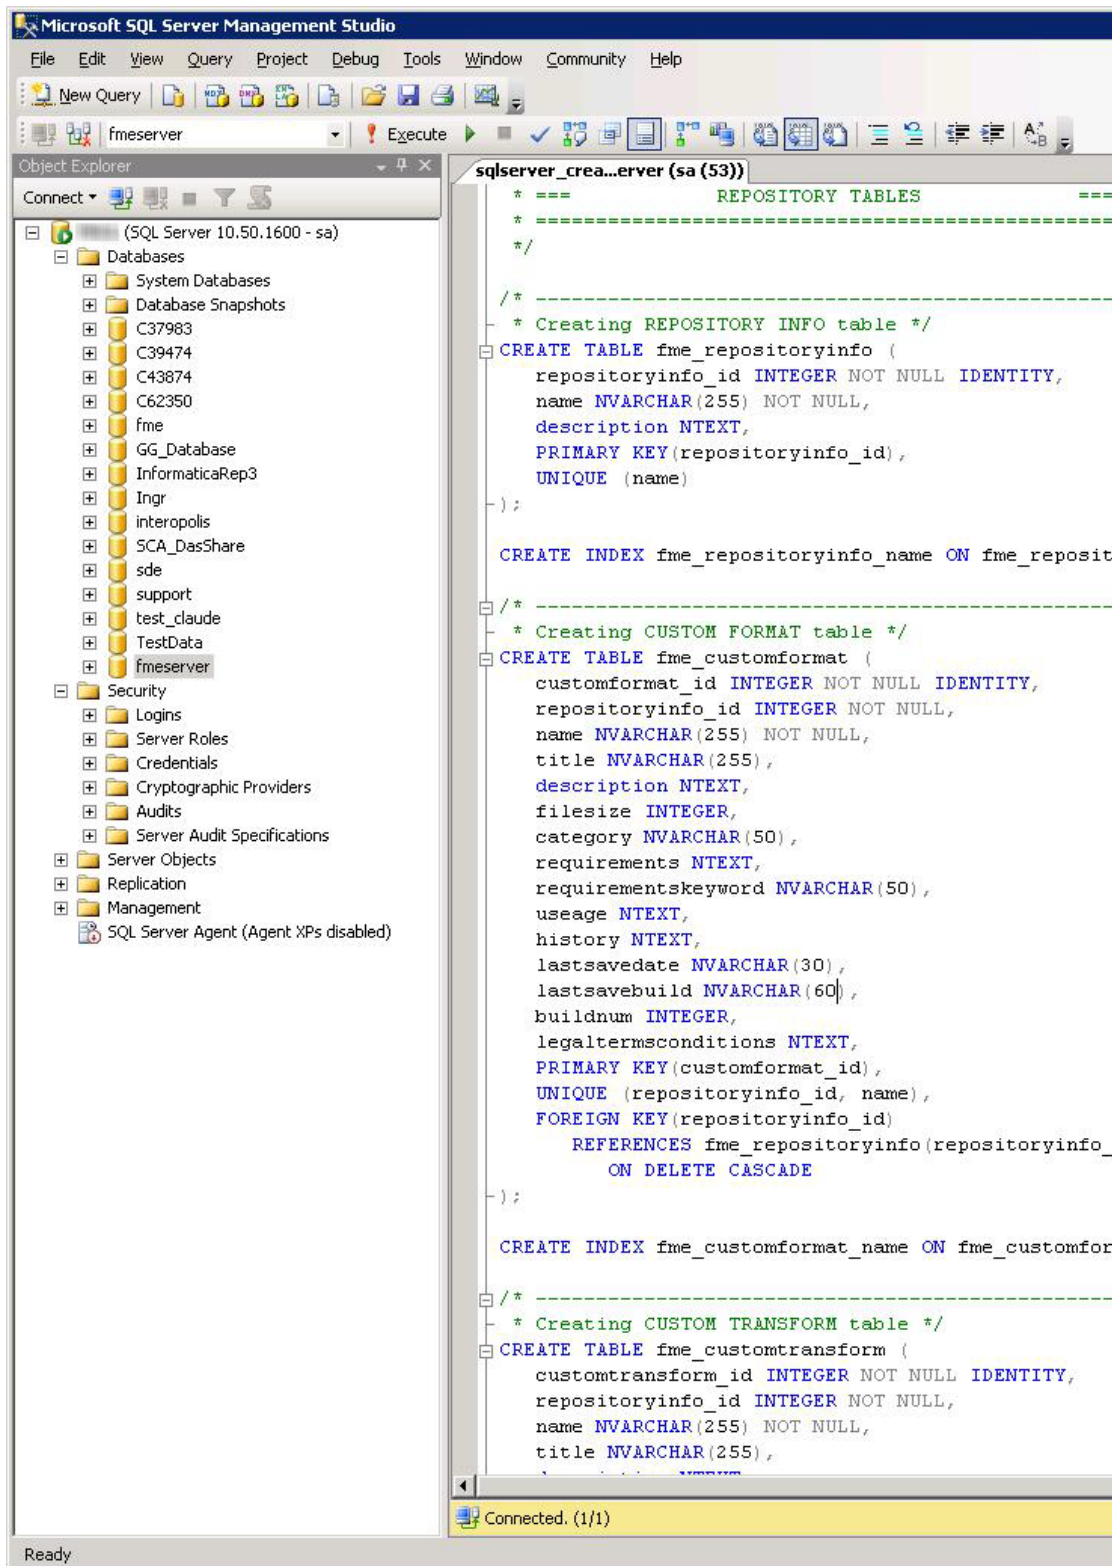 Microsoft SQL Server Management Studio
File Edit View Query Project Debug Tools Window Community Help
New Query
fmeserver Execute
Object Explorer
Connect
(SQL Server 10.50.1600 - sa)
Databases
System Databases
Database Snapshots
C37983
C39474
C43874
C62350
fme
GG_Database
InformaticaRep3
Ingr
interopolis
SCA_DasShare
sde
support
test_claude
TestData
fmeserver
Security
Logins
Server Roles
Credentials
Cryptographic Providers
Audits
Server Audit Specifications
Server Objects
Replication
Management
SQL Server Agent (Agent XPs disabled)
sqlserver_crea...erver (sa (53))
* === REPOSITORY TABLES ===
* ================================================
*/
/* ------------------------------------------------
* Creating REPOSITORY INFO table */
CREATE TABLE fme_repositoryinfo (
repositoryinfo_id INTEGER NOT NULL IDENTITY,
name NVARCHAR(255) NOT NULL,
description NTEXT,
PRIMARY KEY(repositoryinfo_id),
UNIQUE (name)
);
CREATE INDEX fme_repositoryinfo_name ON fme_reposit
/* ------------------------------------------------
* Creating CUSTOM FORMAT table */
CREATE TABLE fme_customformat (
customformat_id INTEGER NOT NULL IDENTITY,
repositoryinfo_id INTEGER NOT NULL,
name NVARCHAR(255) NOT NULL,
title NVARCHAR(255),
description NTEXT,
filesize INTEGER,
category NVARCHAR(50),
requirements NTEXT,
requirementskeyword NVARCHAR(50),
useage NTEXT,
history NTEXT,
lastsavedate NVARCHAR(30),
lastsavebuild NVARCHAR(60),
buildnum INTEGER,
legaltermsconditions NTEXT,
PRIMARY KEY(customformat_id),
UNIQUE (repositoryinfo_id, name),
FOREIGN KEY(repositoryinfo_id)
REFERENCES fme_repositoryinfo(repositoryinfo_
ON DELETE CASCADE
);
CREATE INDEX fme_customformat_name ON fme_customfor
/* ------------------------------------------------
* Creating CUSTOM TRANSFORM table */
CREATE TABLE fme_customtransform (
customtransform_id INTEGER NOT NULL IDENTITY,
repositoryinfo_id INTEGER NOT NULL,
name NVARCHAR(255) NOT NULL,
title NVARCHAR(255),
Connected. (1/1)
Ready